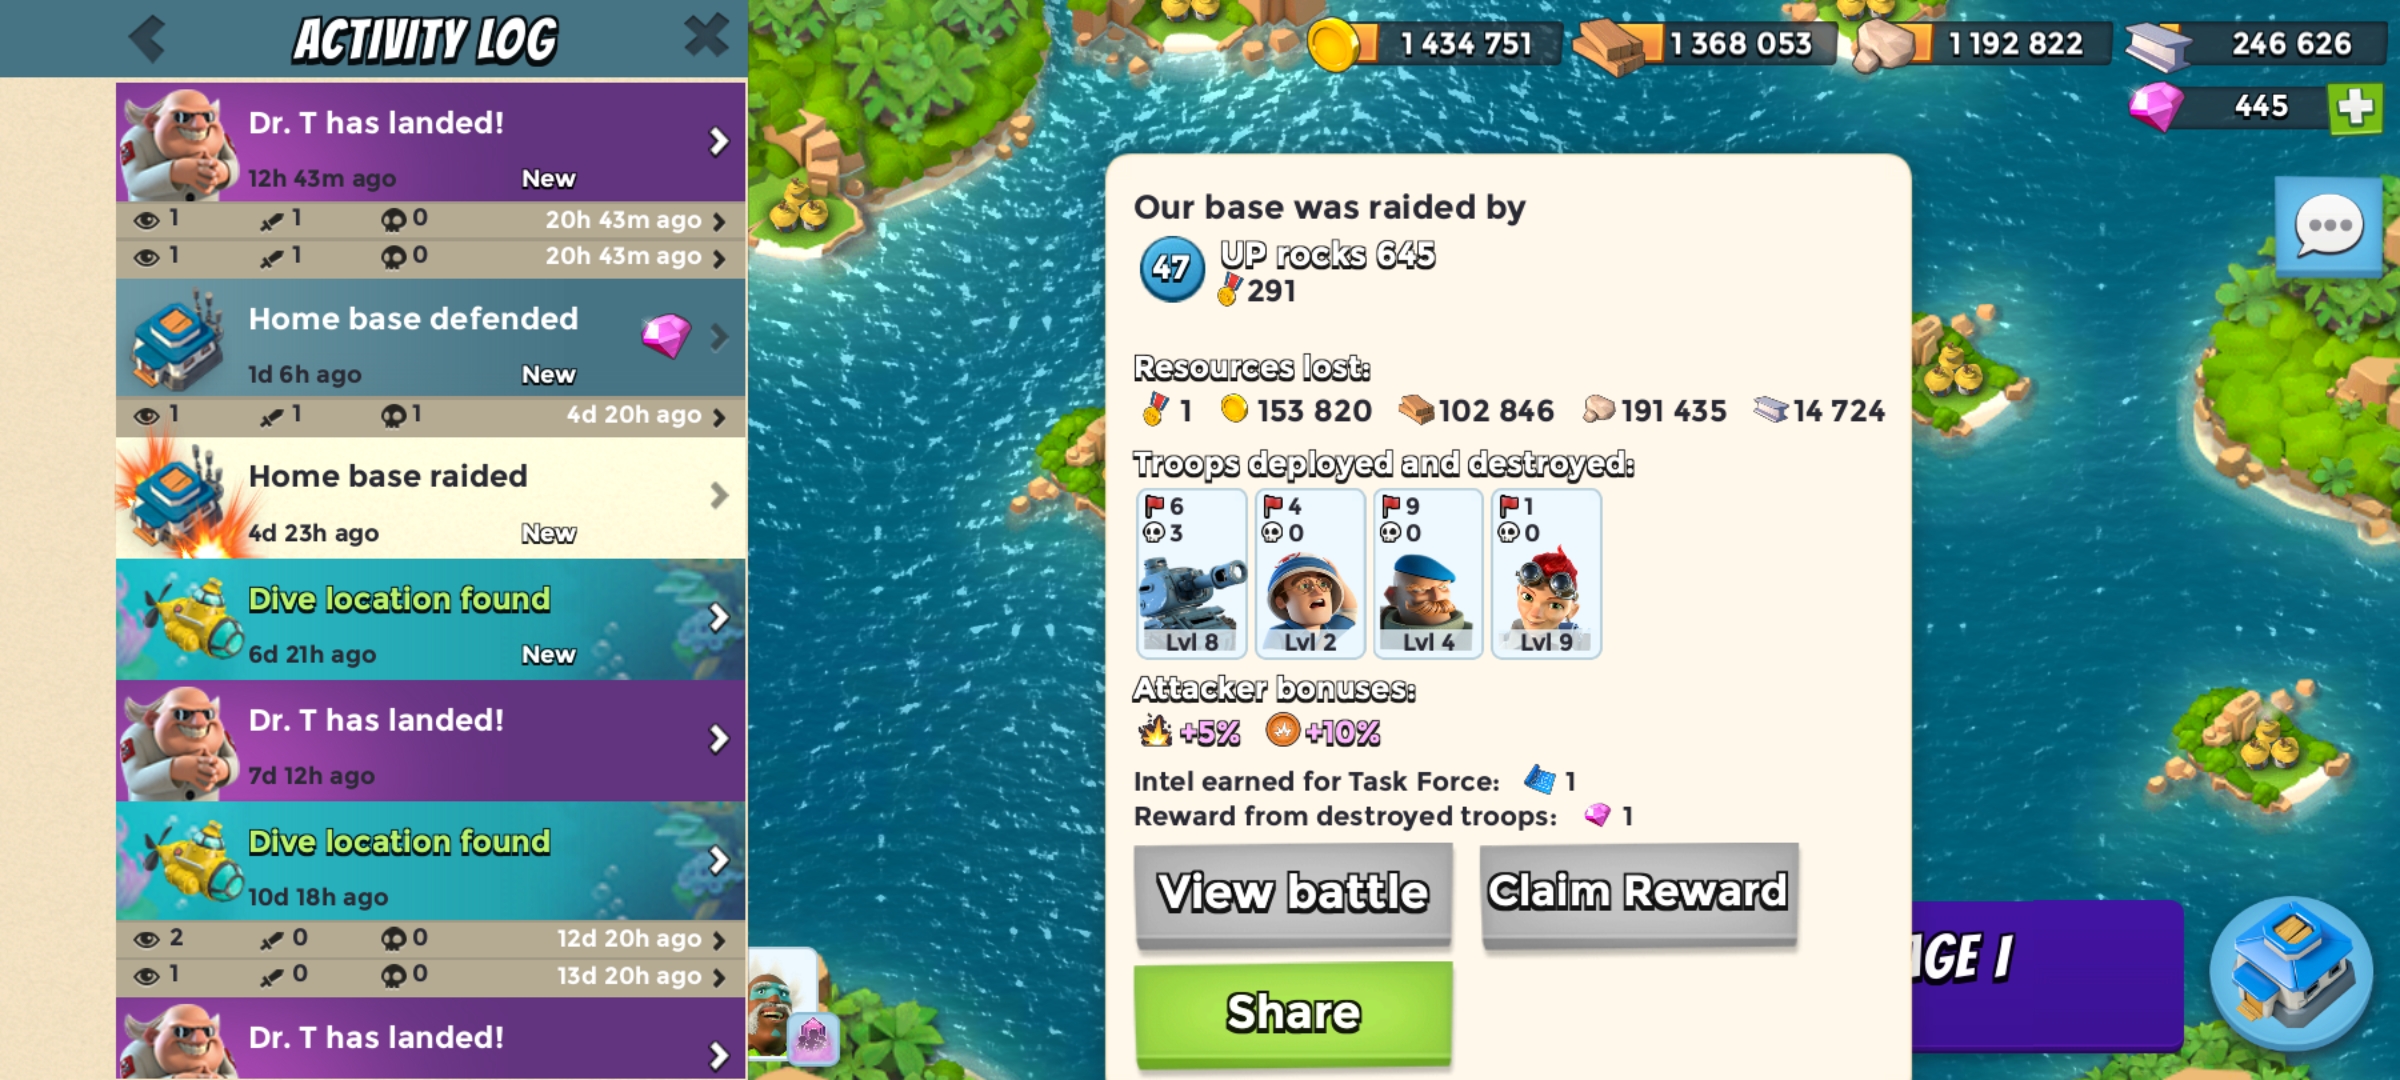 ACTIVITY LOG
Dr. T has landed!
12h 43m ago New
1 1 0 20h 43m ago
1 1 0 20h 43m ago
Home base defended
1d 6h ago New
1 1 1 4d 20h ago
Home base raided
4d 23h ago New
Dive location found
6d 21h ago New
Dr. T has landed!
7d 12h ago
Dive location found
10d 18h ago
2 0 0 12d 20h ago
1 0 0 13d 20h ago
Dr. T has landed!
1 434 751 1 368 053 1 192 822 246 626
445
Our base was raided by
47 UP rocks 645
291
Resources lost:
1 153 820 102 846 191 435 14 724
Troops deployed and destroyed:
6 4 9 1
3 0 0 0
Lvl 8 Lvl 2 Lvl 4 Lvl 9
Attacker bonuses:
+5% +10%
Intel earned for Task Force: 1
Reward from destroyed troops: 1
View battle Claim Reward
Share
AGE I